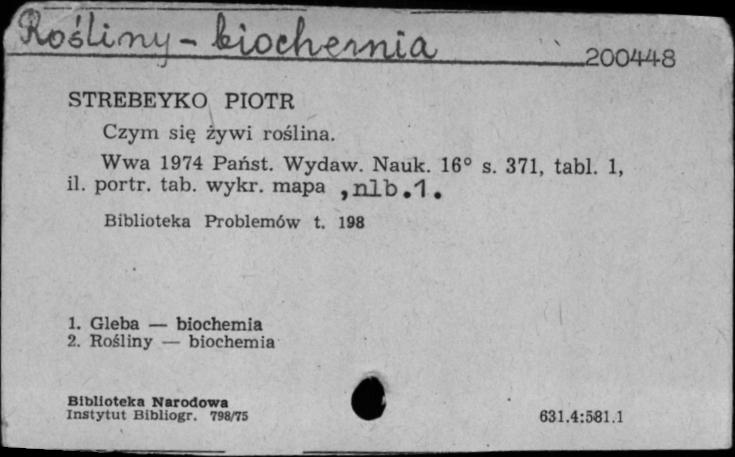 Rośliny - biochemia
200448
STREBEYKO PIOTR
Czym się żywi roślina.
Wwa 1974 Państ. Wydaw. Nauk. 16° s. 371, tabl. 1,
il. portr. tab. wykr. mapa ,nlb.1.
Biblioteka Problemów t. 198
1. Gleba — biochemia
2. Rośliny — biochemia
Biblioteka Narodowa
Instytut Bibliogr. 798/75
631.4:581.1